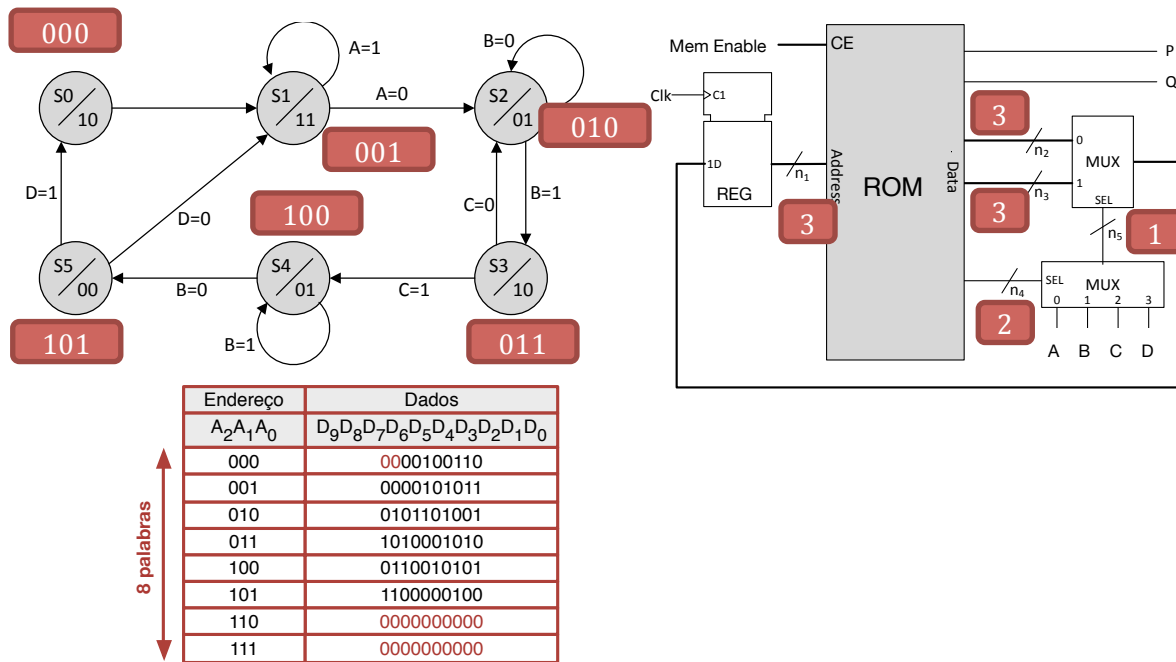 000
S0
10
A=1
S1
11
001
A=0
B=0
S2
01
010
D=1
D=0
100
C=0
B=1
S5
00
101
B=0
S4
01
B=1
C=1
S3
10
011
Mem Enable
CE
Clk
C1
1D
REG
n1
3
Address
ROM
Data
P
Q
3
n2
0
MUX
3
n3
1
SEL
n5
1
SEL
n4
2
MUX
0 1 2 3
A B C D
8 palabras
Endereço Dados
A2A1A0 D9D8D7D6D5D4D3D2D1D0
000 0000100110
001 0000101011
010 0101101001
011 1010001010
100 0110010101
101 1100000100
110 0000000000
111 0000000000